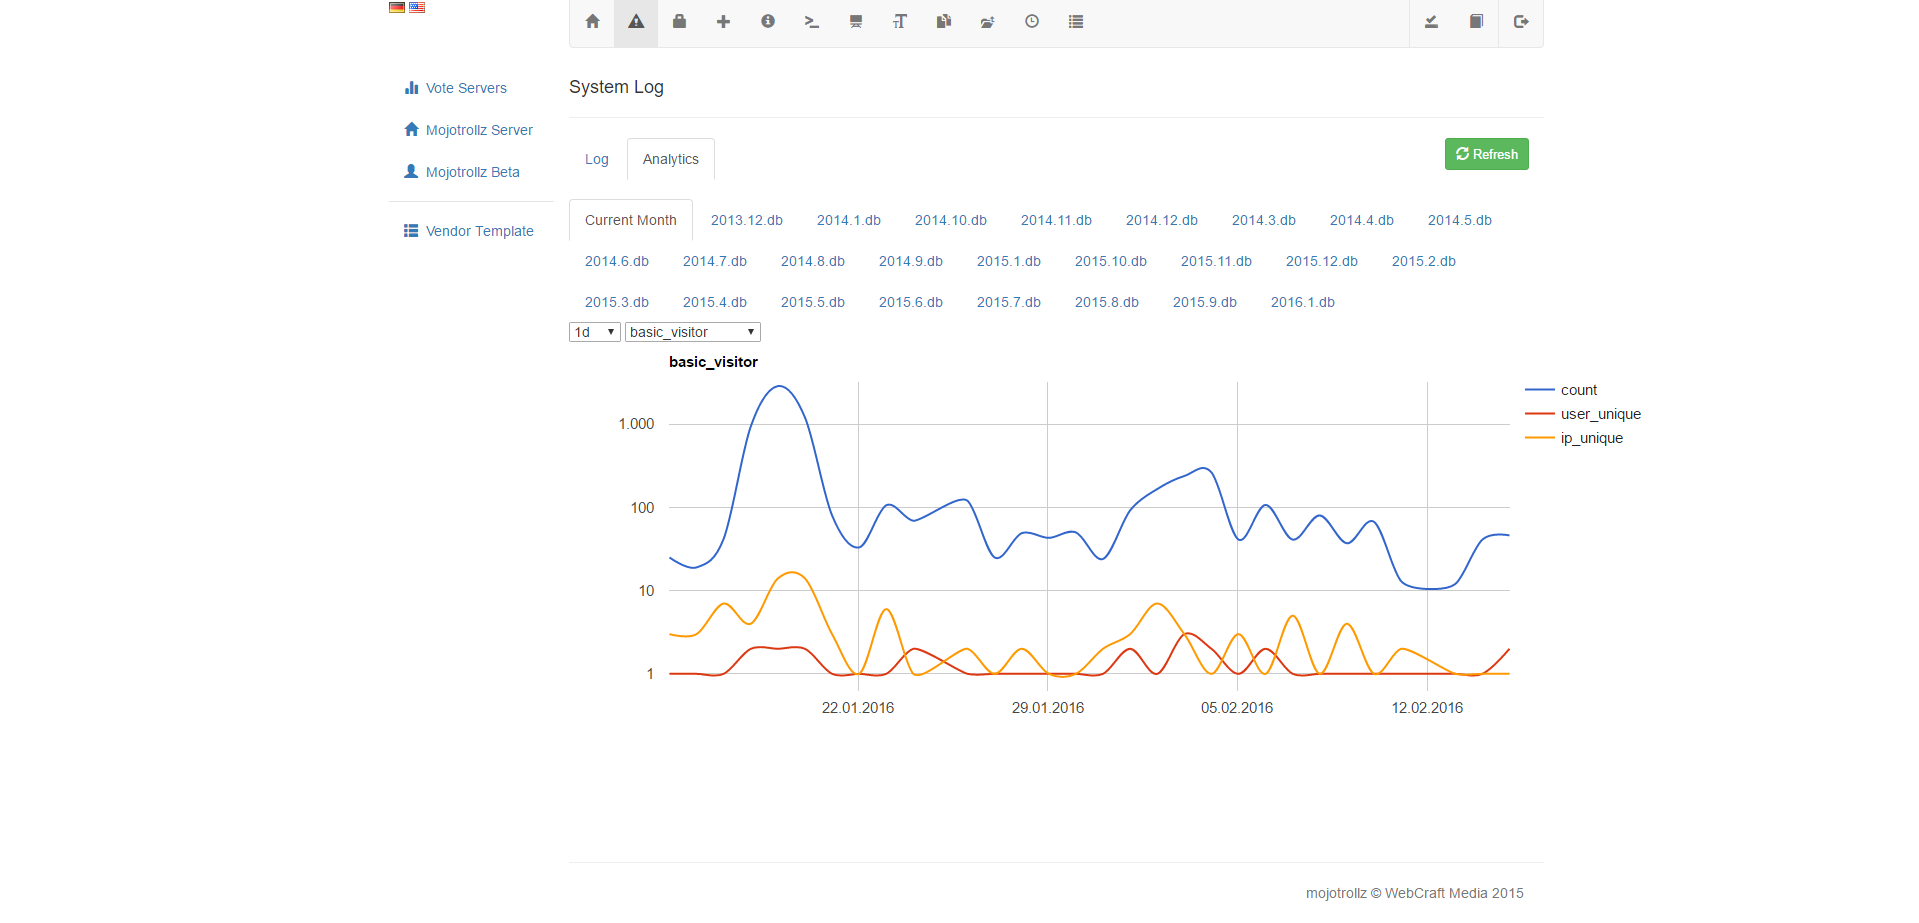 Vote Servers
Mojotrollz Server
Mojotrollz Beta
Vendor Template
System Log
Log Analytics Refresh
Current Month 2013.12.db 2014.1.db 2014.10.db 2014.11.db 2014.12.db 2014.3.db 2014.4.db 2014.5.db
2014.6.db 2014.7.db 2014.8.db 2014.9.db 2015.1.db 2015.10.db 2015.11.db 2015.12.db 2015.2.db
2015.3.db 2015.4.db 2015.5.db 2015.6.db 2015.7.db 2015.8.db 2015.9.db 2016.1.db
1d basic_visitor
basic_visitor
count
user_unique
ip_unique
1.000
100
10
1
22.01.2016 29.01.2016 05.02.2016 12.02.2016
mojotrollz © WebCraft Media 2015